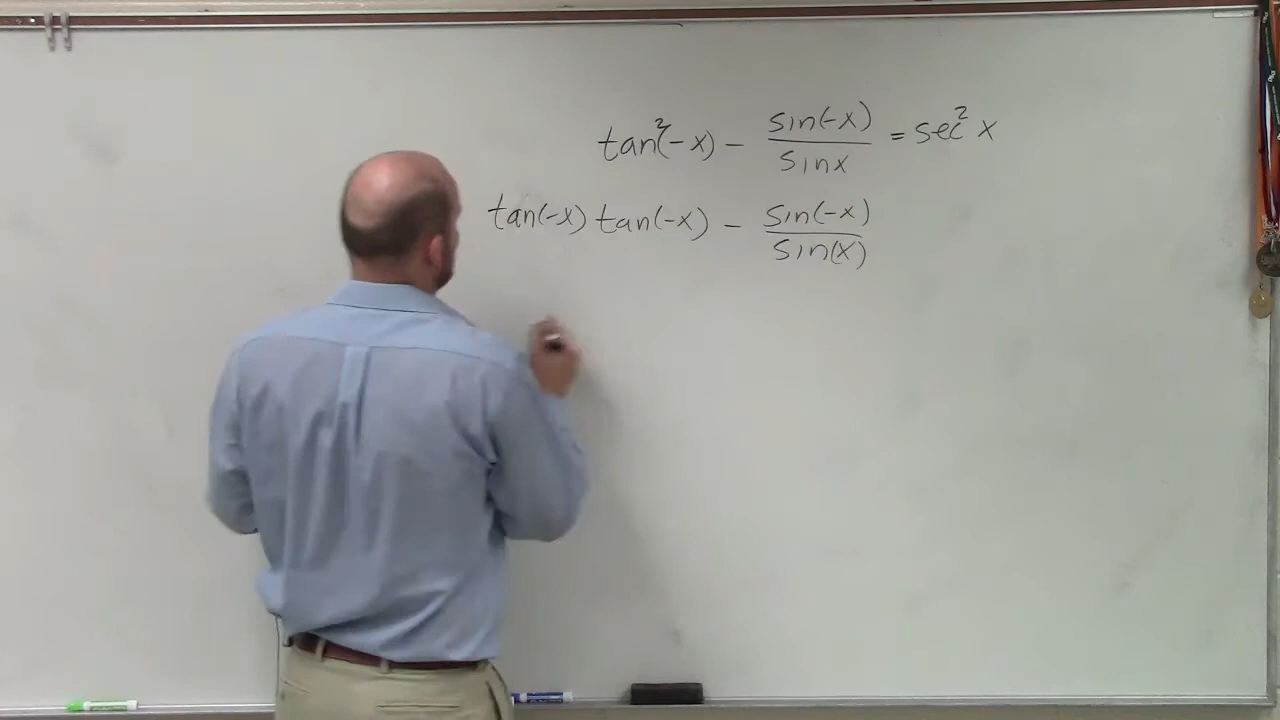 tan²(-x) - sin(-x)/sinx = sec² x
tan(-x) tan(-x) - sin(-x)/sin(x)